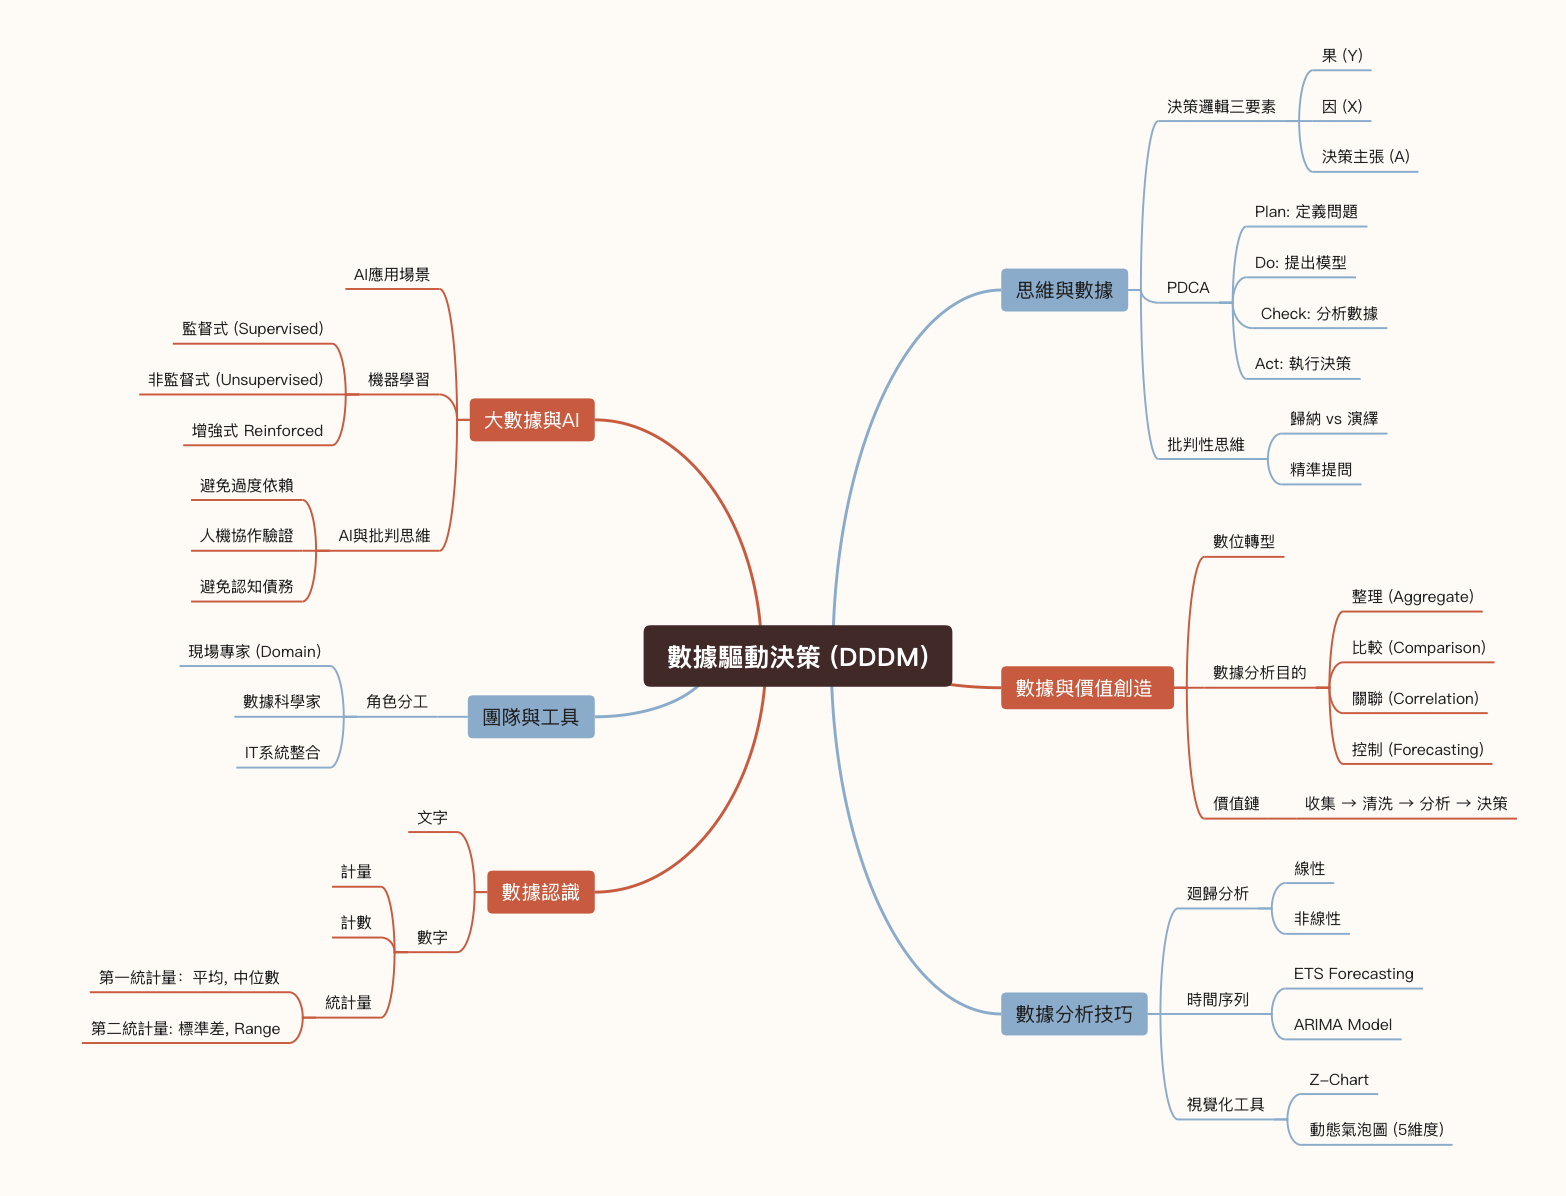 數據驅動決策 (DDDM)
思維與數據
決策邏輯三要素
果 (Y)
因 (X)
決策主張 (A)
PDCA
Plan: 定義問題
Do: 提出模型
Check: 分析數據
Act: 執行決策
批判性思維
歸納 vs 演繹
精準提問
數據與價值創造
數位轉型
數據分析目的
整理 (Aggregate)
比較 (Comparison)
關聯 (Correlation)
控制 (Forecasting)
價值鏈
收集 → 清洗 → 分析 → 決策
數據分析技巧
廻歸分析
線性
非線性
時間序列
ETS Forecasting
ARIMA Model
視覺化工具
Z-Chart
動態氣泡圖 (5維度)
大數據與AI
AI應用場景
機器學習
監督式 (Supervised)
非監督式 (Unsupervised)
增強式 Reinforced
AI與批判思維
避免過度依賴
人機協作驗證
避免認知債務
團隊與工具
角色分工
現場專家 (Domain)
數據科學家
IT系統整合
數據認識
文字
數字
計量
計數
統計量
第一統計量：平均, 中位數
第二統計量: 標準差, Range